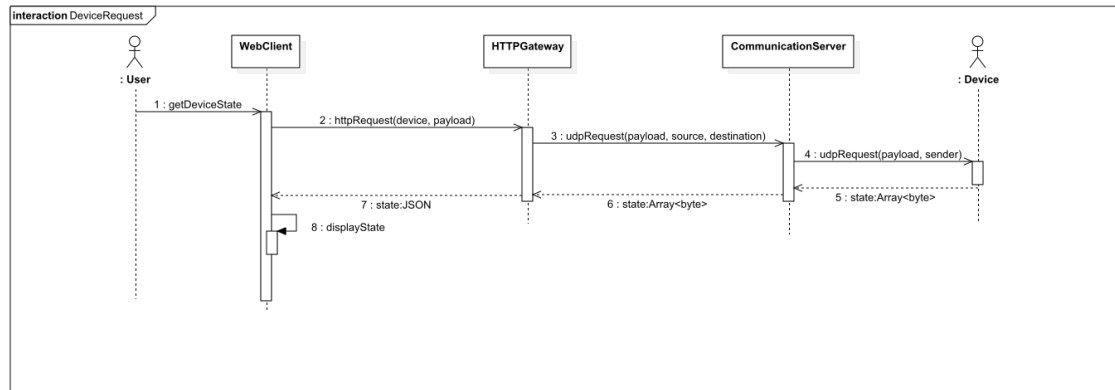 interaction DeviceRequest
WebClient
HTTPGateway
CommunicationServer
: User
: Device
1 : getDeviceState
2 : httpRequest(device, payload)
3 : udpRequest(payload, source, destination)
4 : udpRequest(payload, sender)
5 : state:Array<byte>
6 : state:Array<byte>
7 : state:JSON
8 : displayState